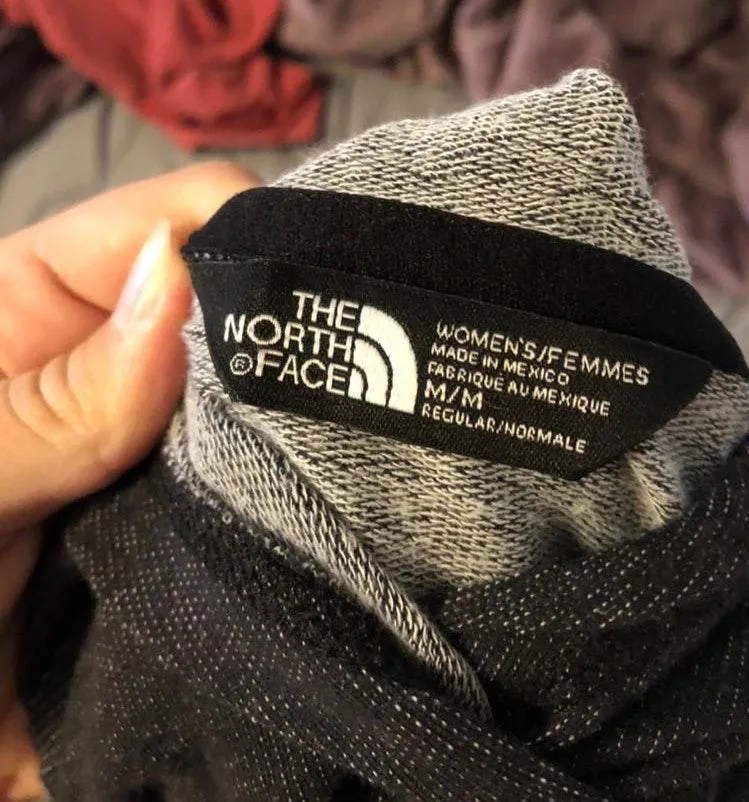 THE
NORTH
® FACE
WOMEN'S/FEMMES
MADE IN MEXICO
FABRIQUÉ AU MEXIQUE
M/M
REGULAR/NORMALE